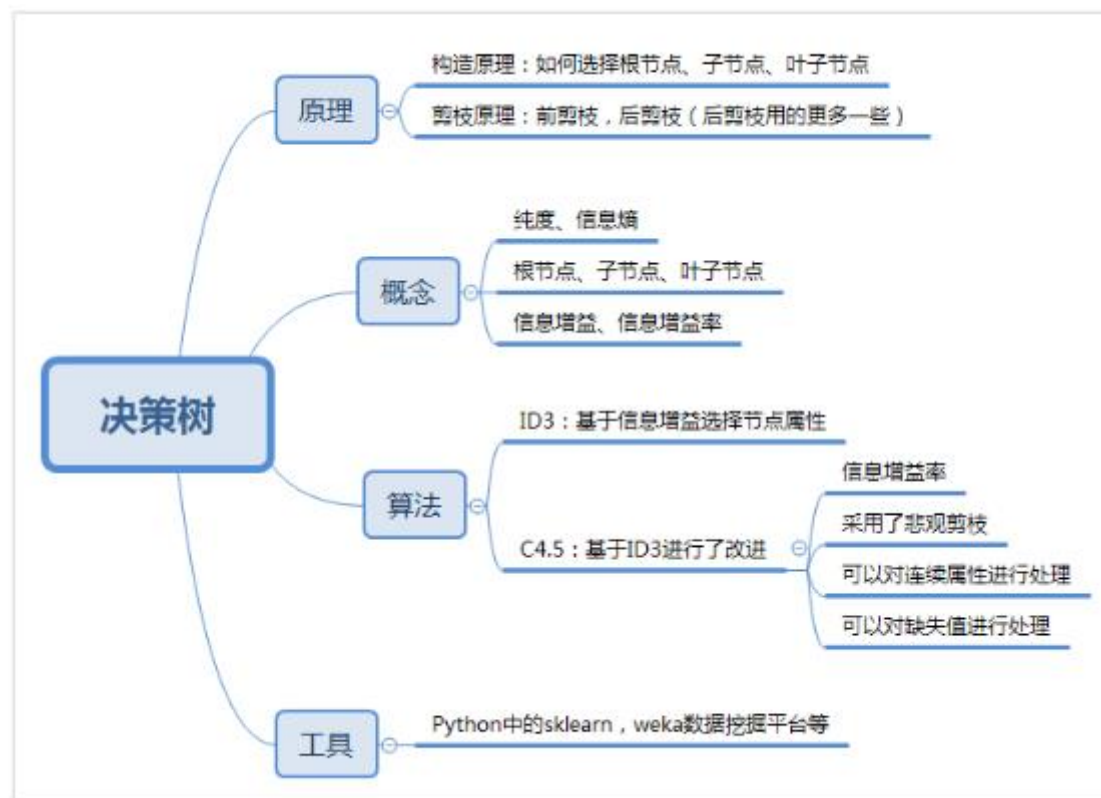 构造原理：如何选择根节点、子节点、叶子节点
原理
剪枝原理：前剪枝，后剪枝（后剪枝用的更多一些）
纯度、信息熵
概念
根节点、子节点、叶子节点
信息增益、信息增益率
决策树
ID3：基于信息增益选择节点属性
算法
C4.5：基于ID3进行了改进
信息增益率
采用了悲观剪枝
可以对连续属性进行处理
可以对缺失值进行处理
工具
Python中的sklearn，weka数据挖掘平台等